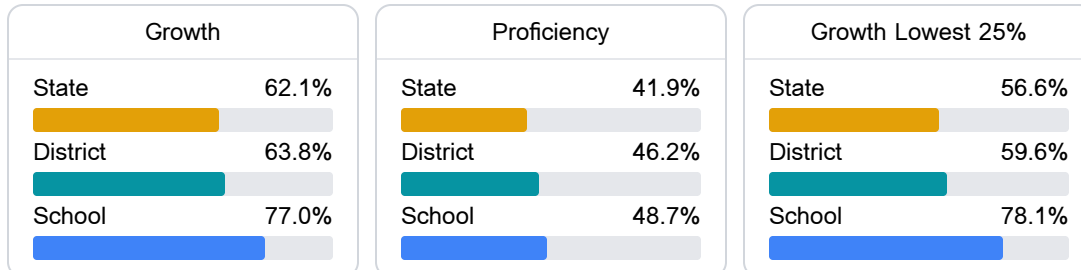 Growth
State 62.1%
District 63.8%
School 77.0%
Proficiency
State 41.9%
District 46.2%
School 48.7%
Growth Lowest 25%
State 56.6%
District 59.6%
School 78.1%